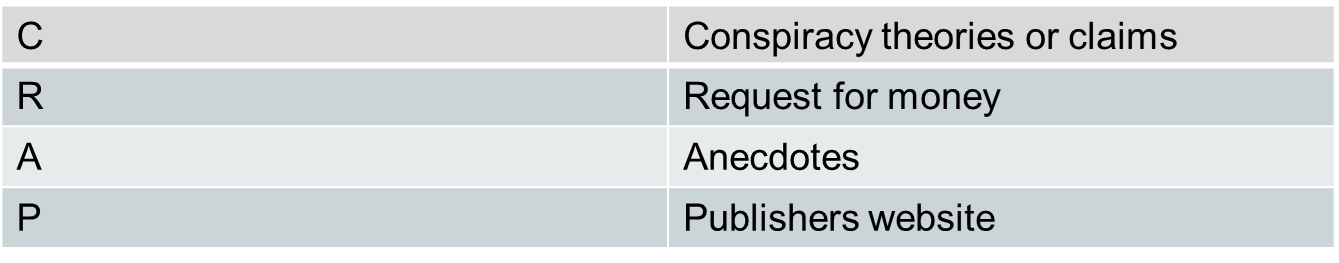 C Conspiracy theories or claims
R Request for money
A Anecdotes
P Publishers website